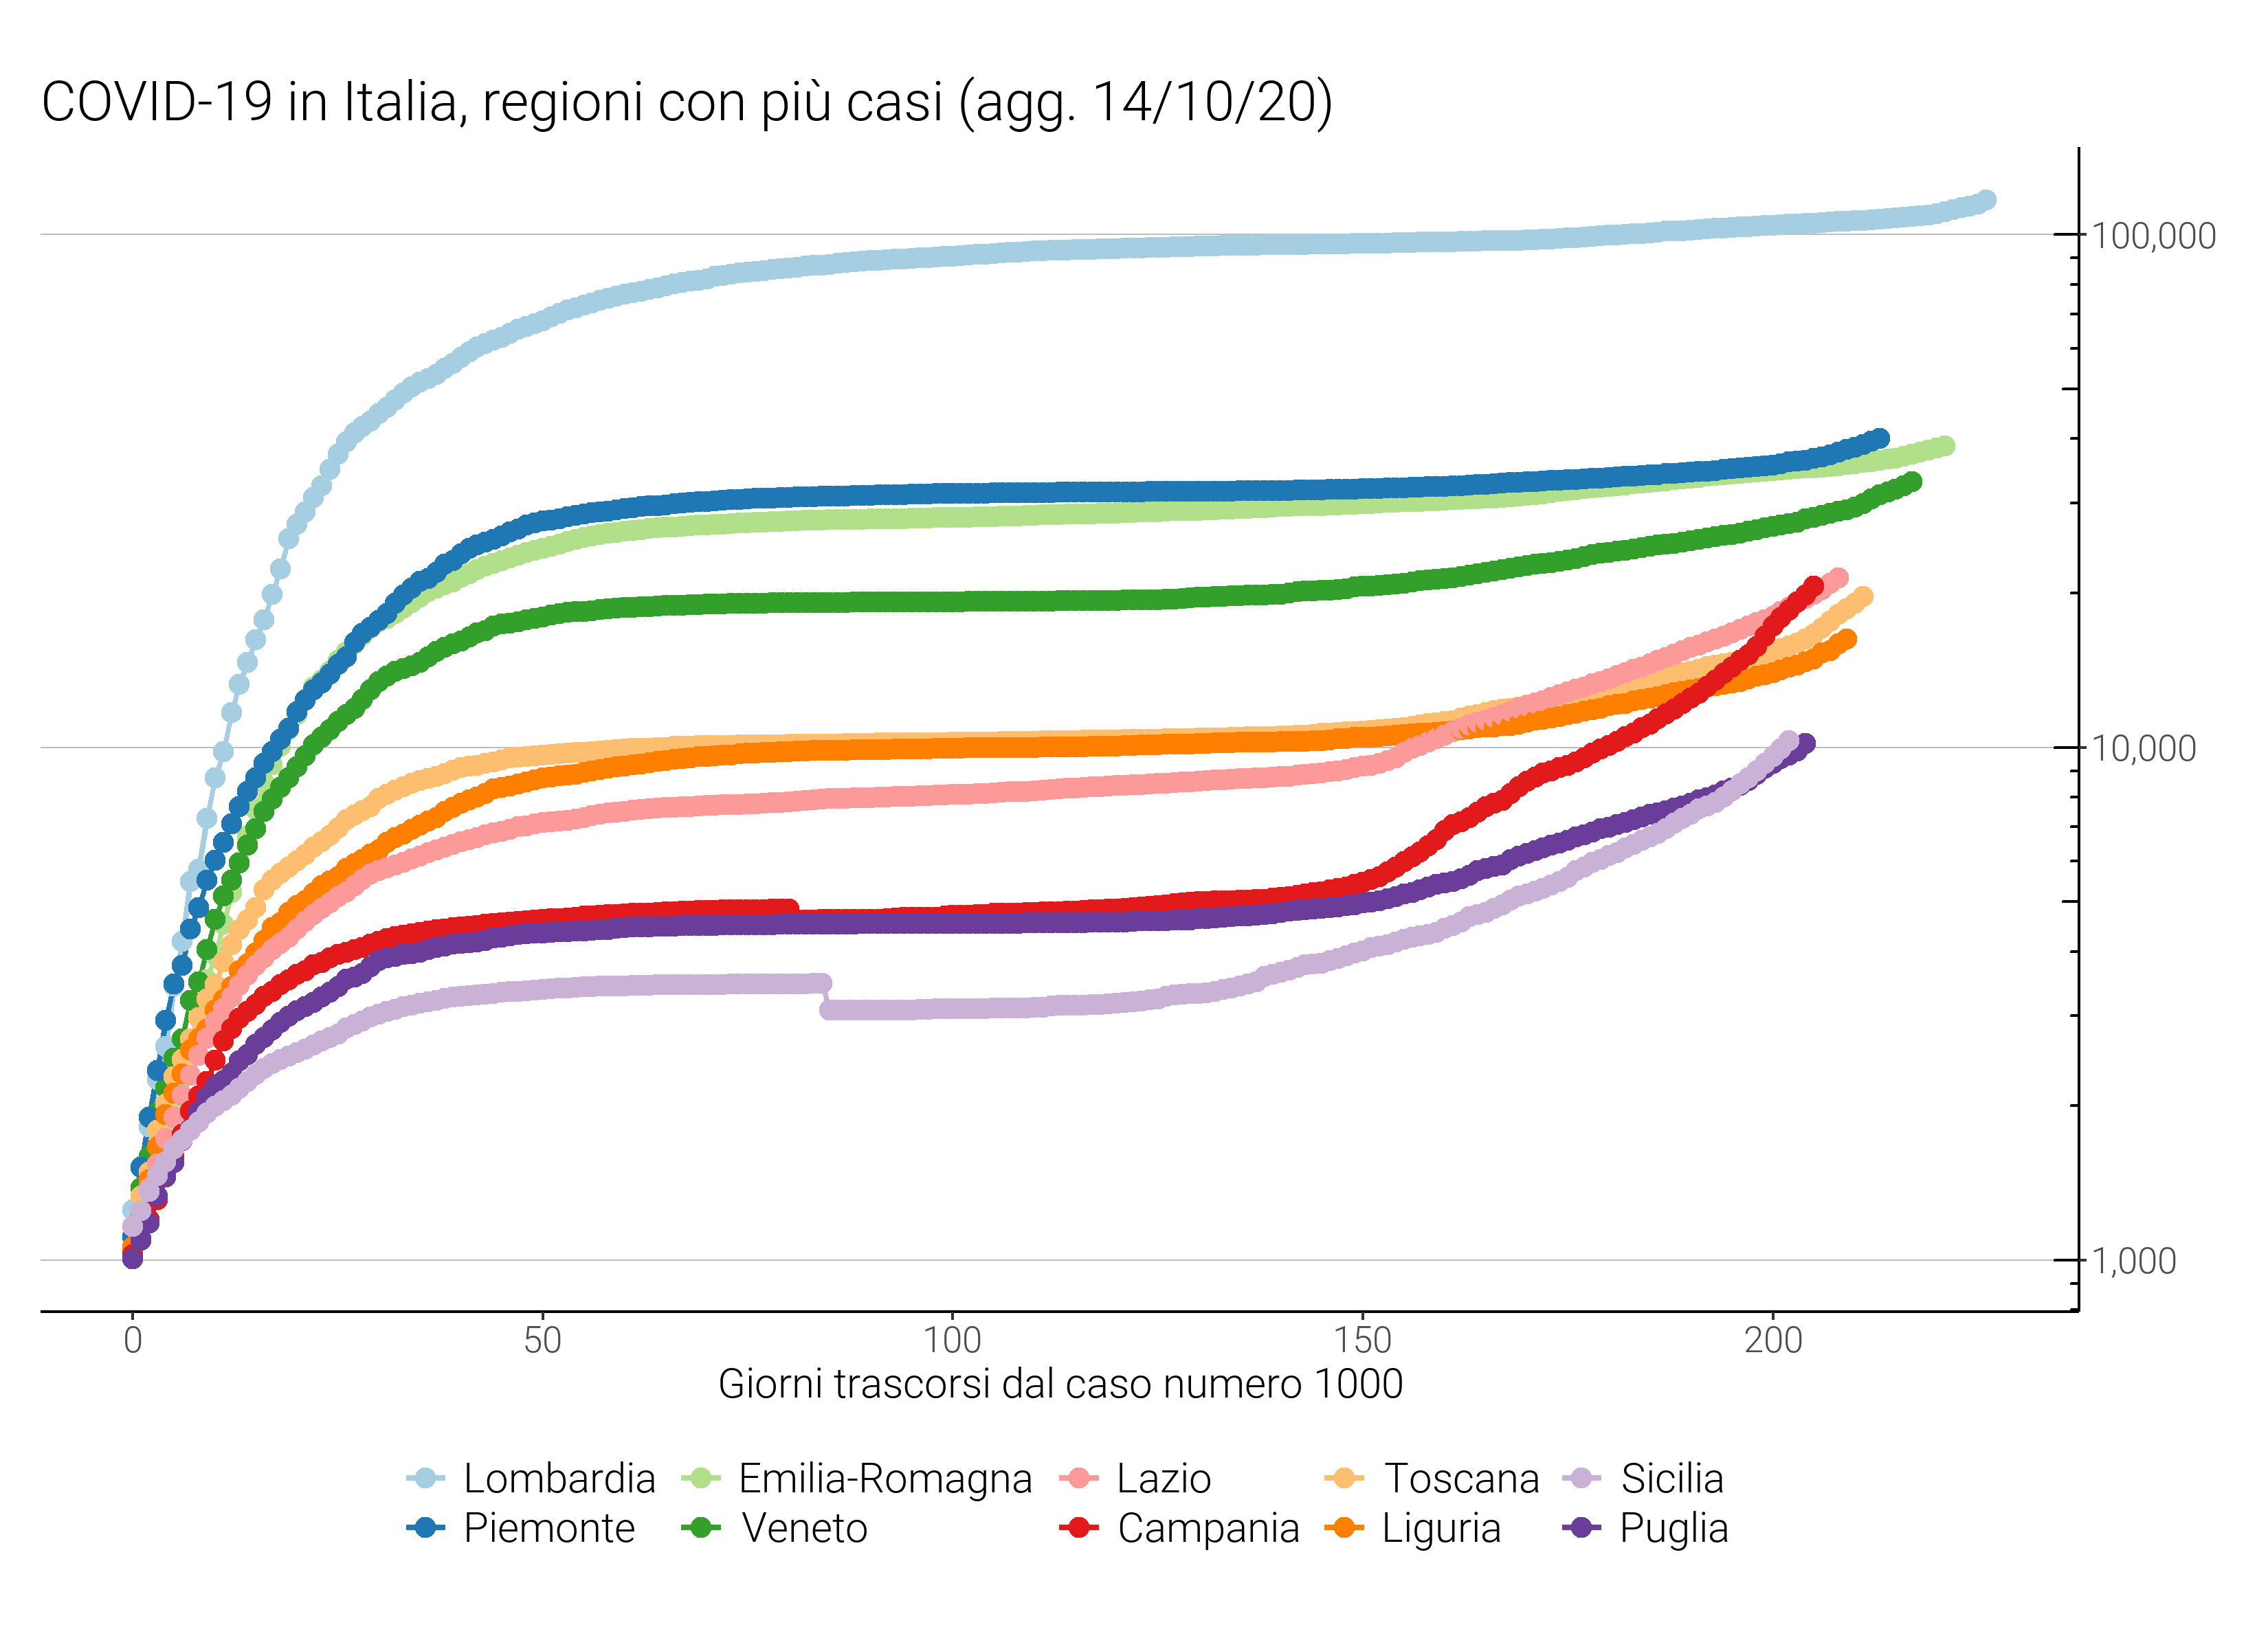 COVID-19 in Italia, regioni con più casi (agg. 14/10/20)
100,000
10,000
1,000
0 50 100 150 200
Giorni trascorsi dal caso numero 1000
Lombardia Emilia-Romagna Lazio Toscana Sicilia
Piemonte Veneto Campania Liguria Puglia